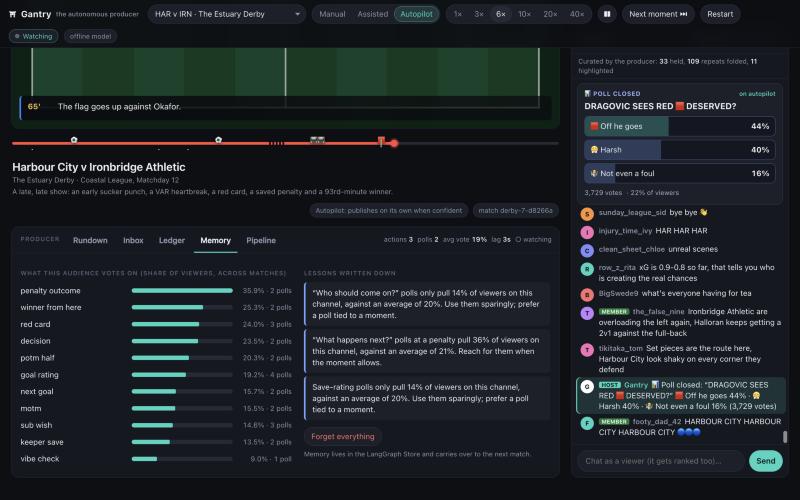 Gantry the autonomous producer
HAR v IRN · The Estuary Derby
Manual Assisted Autopilot
1× 3× 6× 10× 20× 40×
Next moment
Restart
Watching
offline model
65' The flag goes up against Okafor.
Harbour City v Ironbridge Athletic
The Estuary Derby · Coastal League, Matchday 12
A late, late show: an early sucker punch, a VAR heartbreak, a red card, a saved penalty and a 93rd-minute winner.
Autopilot: publishes on its own when confident
match derby-7-d8266a
PRODUCER Rundown Inbox Ledger Memory Pipeline
actions 3 polls 2 avg vote 19% lag 3s watching
WHAT THIS AUDIENCE VOTES ON (SHARE OF VIEWERS, ACROSS MATCHES)
penalty outcome 35.9% · 2 polls
winner from here 25.3% · 2 polls
red card 24.0% · 3 polls
decision 23.5% · 2 polls
potm half 20.3% · 2 polls
goal rating 19.2% · 4 polls
next goal 15.7% · 2 polls
motm 15.5% · 2 polls
sub wish 14.6% · 3 polls
keeper save 13.5% · 2 polls
vibe check 9.0% · 1 poll
LESSONS WRITTEN DOWN
"Who should come on?" polls only pull 14% of viewers on this
channel, against an average of 20%. Use them sparingly; prefer
a poll tied to a moment.
"What happens next?" polls at a penalty pull 36% of viewers on
this channel, against an average of 21%. Reach for them when
the moment allows.
Save-rating polls only pull 14% of viewers on this channel,
against an average of 20%. Use them sparingly; prefer a poll
tied to a moment.
Forget everything
Memory lives in the LangGraph Store and carries over to the next match.
Curated by the producer: 33 held, 109 repeats folded, 11
highlighted
POLL CLOSED on autopilot
DRAGOVIC SEES RED 🟥 DESERVED?
🟥 Off he goes 44%
Harsh 40%
Not even a foul 16%
3,729 votes · 22% of viewers
S sunday_league_sid bye bye 👋
I injury_time_ivy HAR HAR HAR
C clean_sheet_chloe unreal scenes
R row_z_rita xG is 0.9-0.8 so far, that tells you who
is creating the real chances
B BigSwede9 what's everyone having for tea
T MEMBER the_false_nine Ironbridge Athletic are
overloading the left again, Halloran keeps getting a
2v1 against the full-back
T tikitaka_tom Set pieces are the route here,
Harbour City look shaky on every corner they
defend
G HOST Gantry 📊 Poll closed: "DRAGOVIC SEES
RED 🟥 DESERVED?" 🟥 Off he goes 44% ·
Harsh 40% · Not even a foul 16% (3,729 votes)
F MEMBER footy_dad_42 HARBOUR CITY HARBOUR
CITY HARBOUR CITY 🔵🔵🔵
Chat as a viewer (it gets ranked too)...
Send